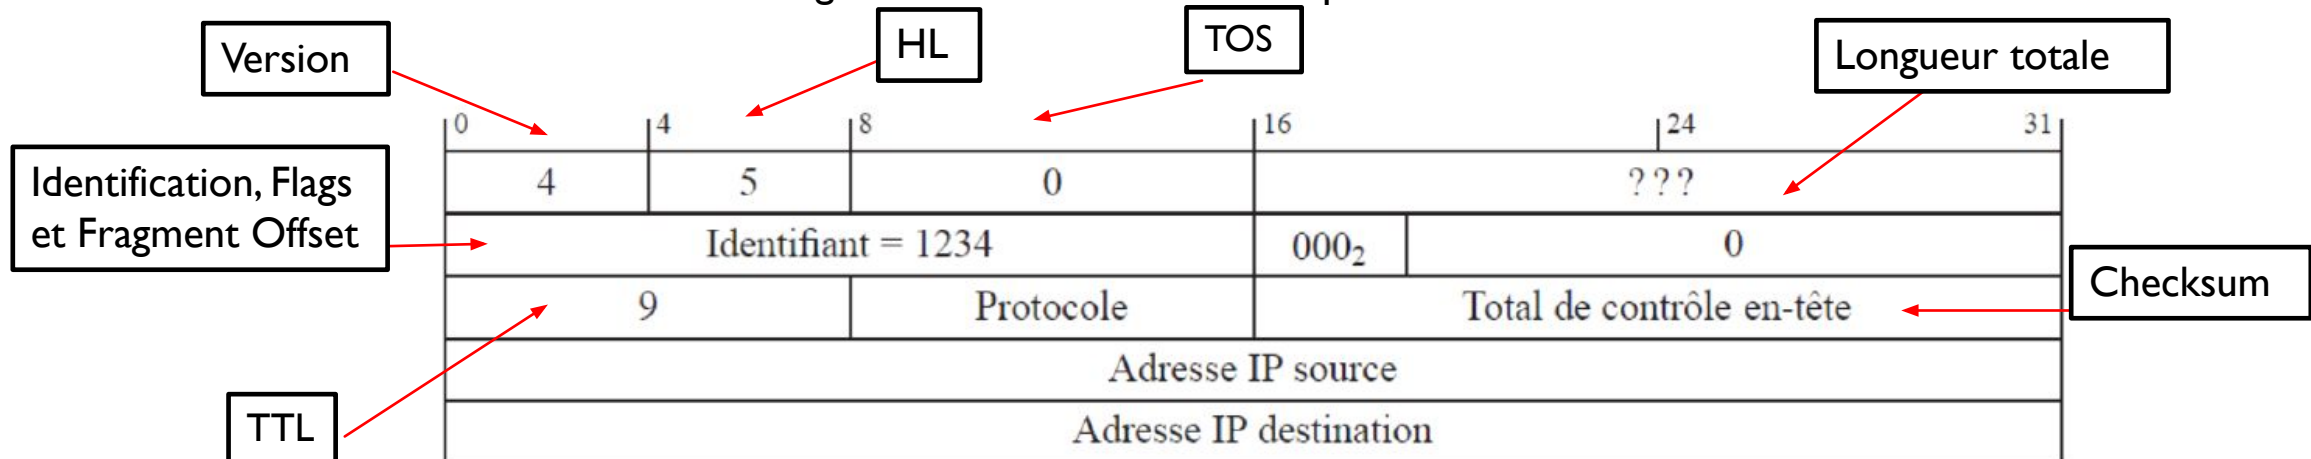 HL
TOS
Version
Longueur totale
0 4 8 16 24 31
Identification, Flags
et Fragment Offset
4 5 0 ???
Identifiant = 1234 000₂ 0
Checksum
9 Protocole Total de contrôle en-tête
Adresse IP source
TTL
Adresse IP destination